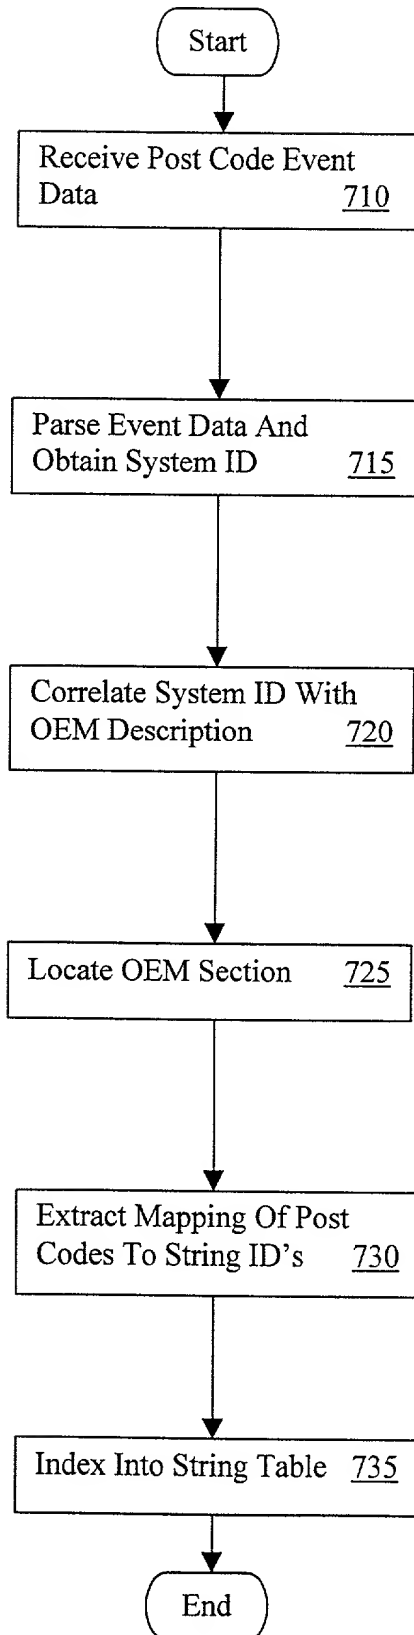 Start
Receive Post Code Event
Data 710
Parse Event Data And
Obtain System ID 715
Correlate System ID With
OEM Description 720
Locate OEM Section 725
Extract Mapping Of Post
Codes To String ID's 730
Index Into String Table 735
End